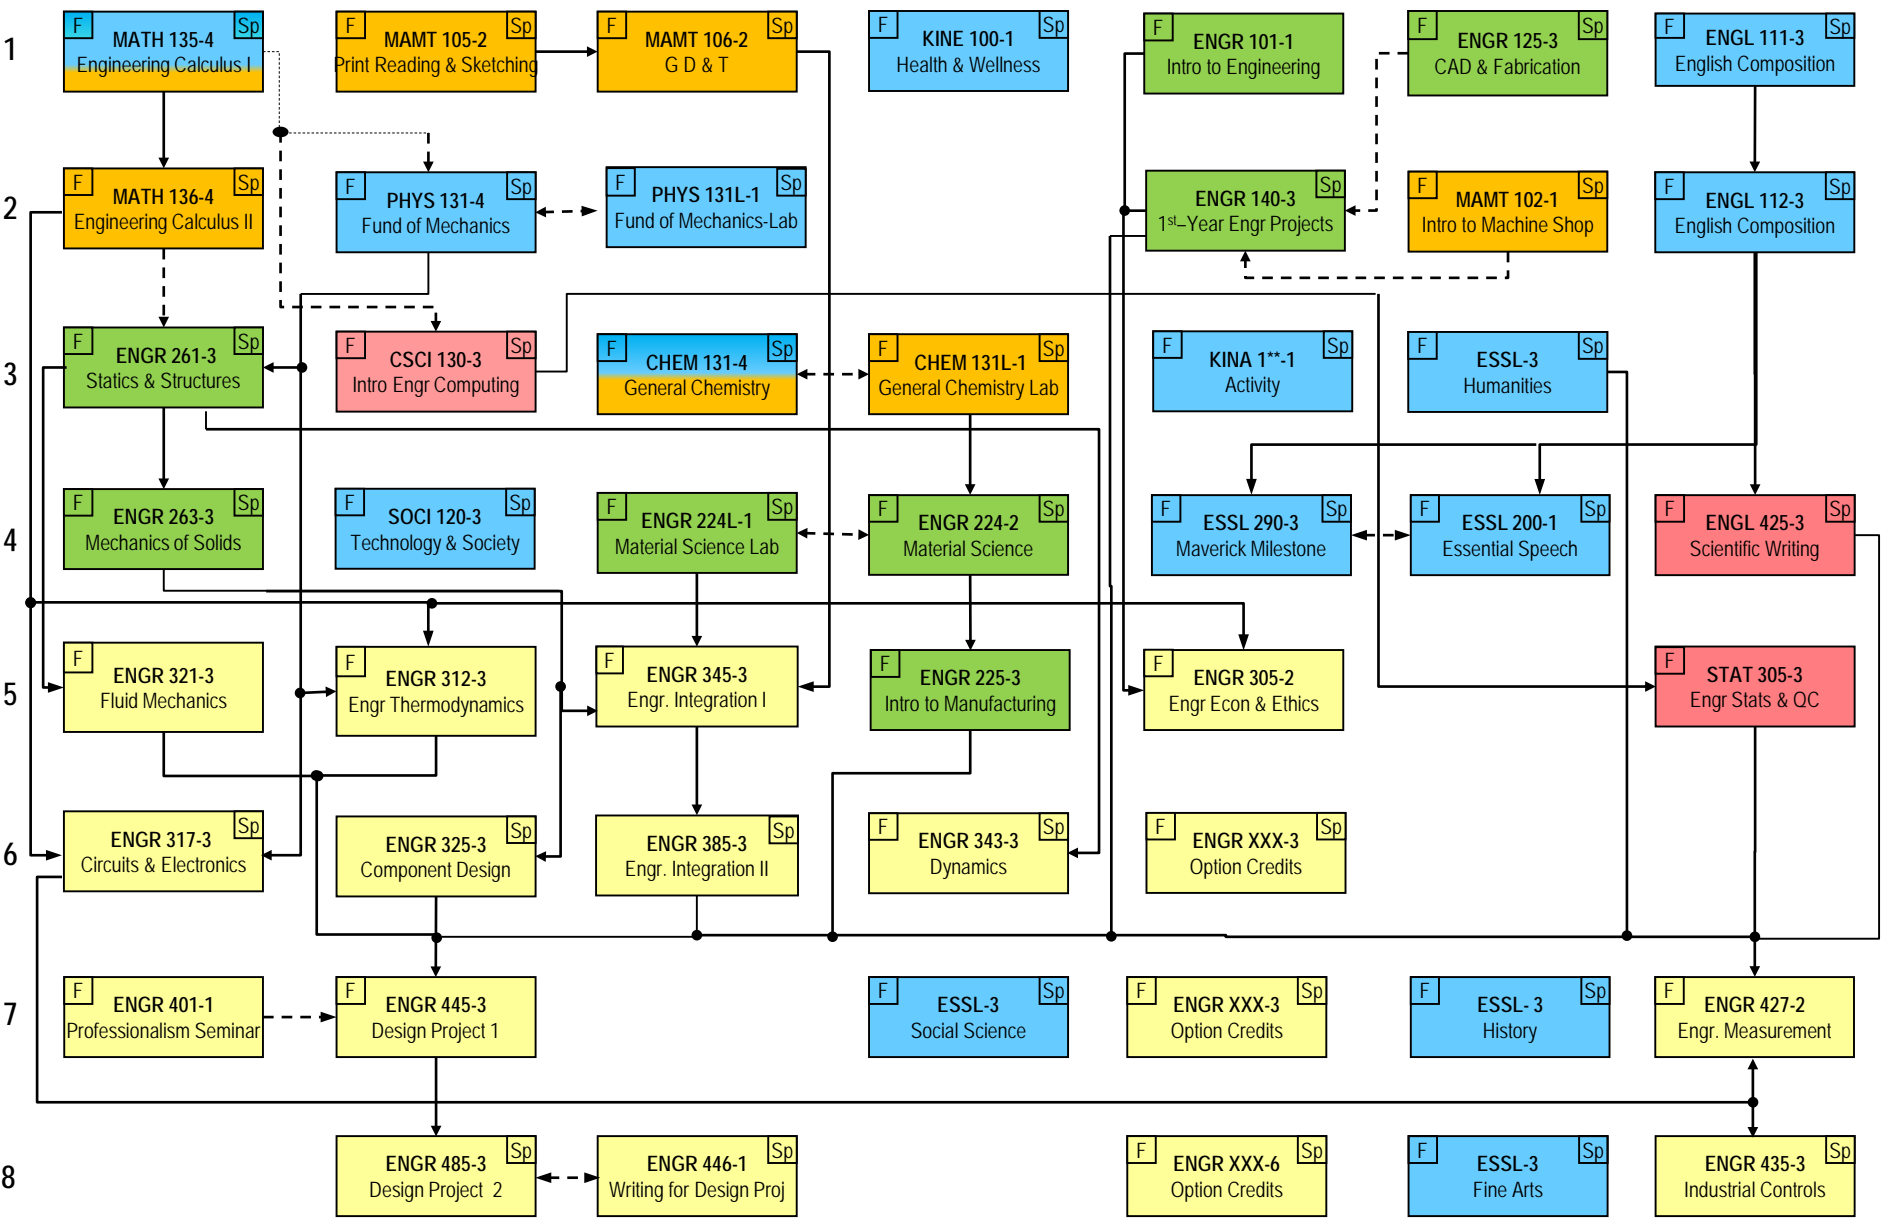 1
F
MATH 135-4
Sp
Engineering Calculus I
F
MAMT 105-2
Sp
Print Reading & Sketching
F
MAMT 106-2
Sp
G D & T
F
KINE 100-1
Sp
Health & Wellness
F
ENGR 101-1
Intro to Engineering
F
ENGR 125-3
Sp
CAD & Fabrication
F
ENGL 111-3
Sp
English Composition
2
F
MATH 136-4
Sp
Engineering Calculus II
F
PHYS 131-4
Sp
Fund of Mechanics
F
PHYS 131L-1
Sp
Fund of Mechanics-Lab
ENGR 140-3
Sp
1st–Year Engr Projects
F
MAMT 102-1
Sp
Intro to Machine Shop
F
ENGL 112-3
Sp
English Composition
3
F
ENGR 261-3
Sp
Statics & Structures
F
CSCI 130-3
Sp
Intro Engr Computing
F
CHEM 131-4
Sp
General Chemistry
F
CHEM 131L-1
Sp
General Chemistry Lab
F
KINA 1**-1
Sp
Activity
F
ESSL-3
Sp
Humanities
4
F
ENGR 263-3
Sp
Mechanics of Solids
F
SOCI 120-3
Sp
Technology & Society
F
ENGR 224L-1
Sp
Material Science Lab
F
ENGR 224-2
Sp
Material Science
F
ESSL 290-3
Sp
Maverick Milestone
F
ESSL 200-1
Sp
Essential Speech
F
ENGL 425-3
Sp
Scientific Writing
5
F
ENGR 321-3
Fluid Mechanics
F
ENGR 312-3
Engr Thermodynamics
F
ENGR 345-3
Engr. Integration I
F
ENGR 225-3
Intro to Manufacturing
F
ENGR 305-2
Engr Econ & Ethics
F
STAT 305-3
Engr Stats & QC
6
ENGR 317-3
Sp
Circuits & Electronics
ENGR 325-3
Sp
Component Design
ENGR 385-3
Sp
Engr. Integration II
F
ENGR 343-3
Sp
Dynamics
F
ENGR XXX-3
Sp
Option Credits
7
F
ENGR 401-1
Professionalism Seminar
F
ENGR 445-3
Design Project 1
F
ESSL-3
Sp
Social Science
F
ENGR XXX-3
Sp
Option Credits
F
ESSL- 3
Sp
History
F
ENGR 427-2
Engr. Measurement
8
ENGR 485-3
Sp
Design Project 2
ENGR 446-1
Sp
Writing for Design Proj
F
ENGR XXX-6
Sp
Option Credits
F
ESSL-3
Sp
Fine Arts
ENGR 435-3
Sp
Industrial Controls